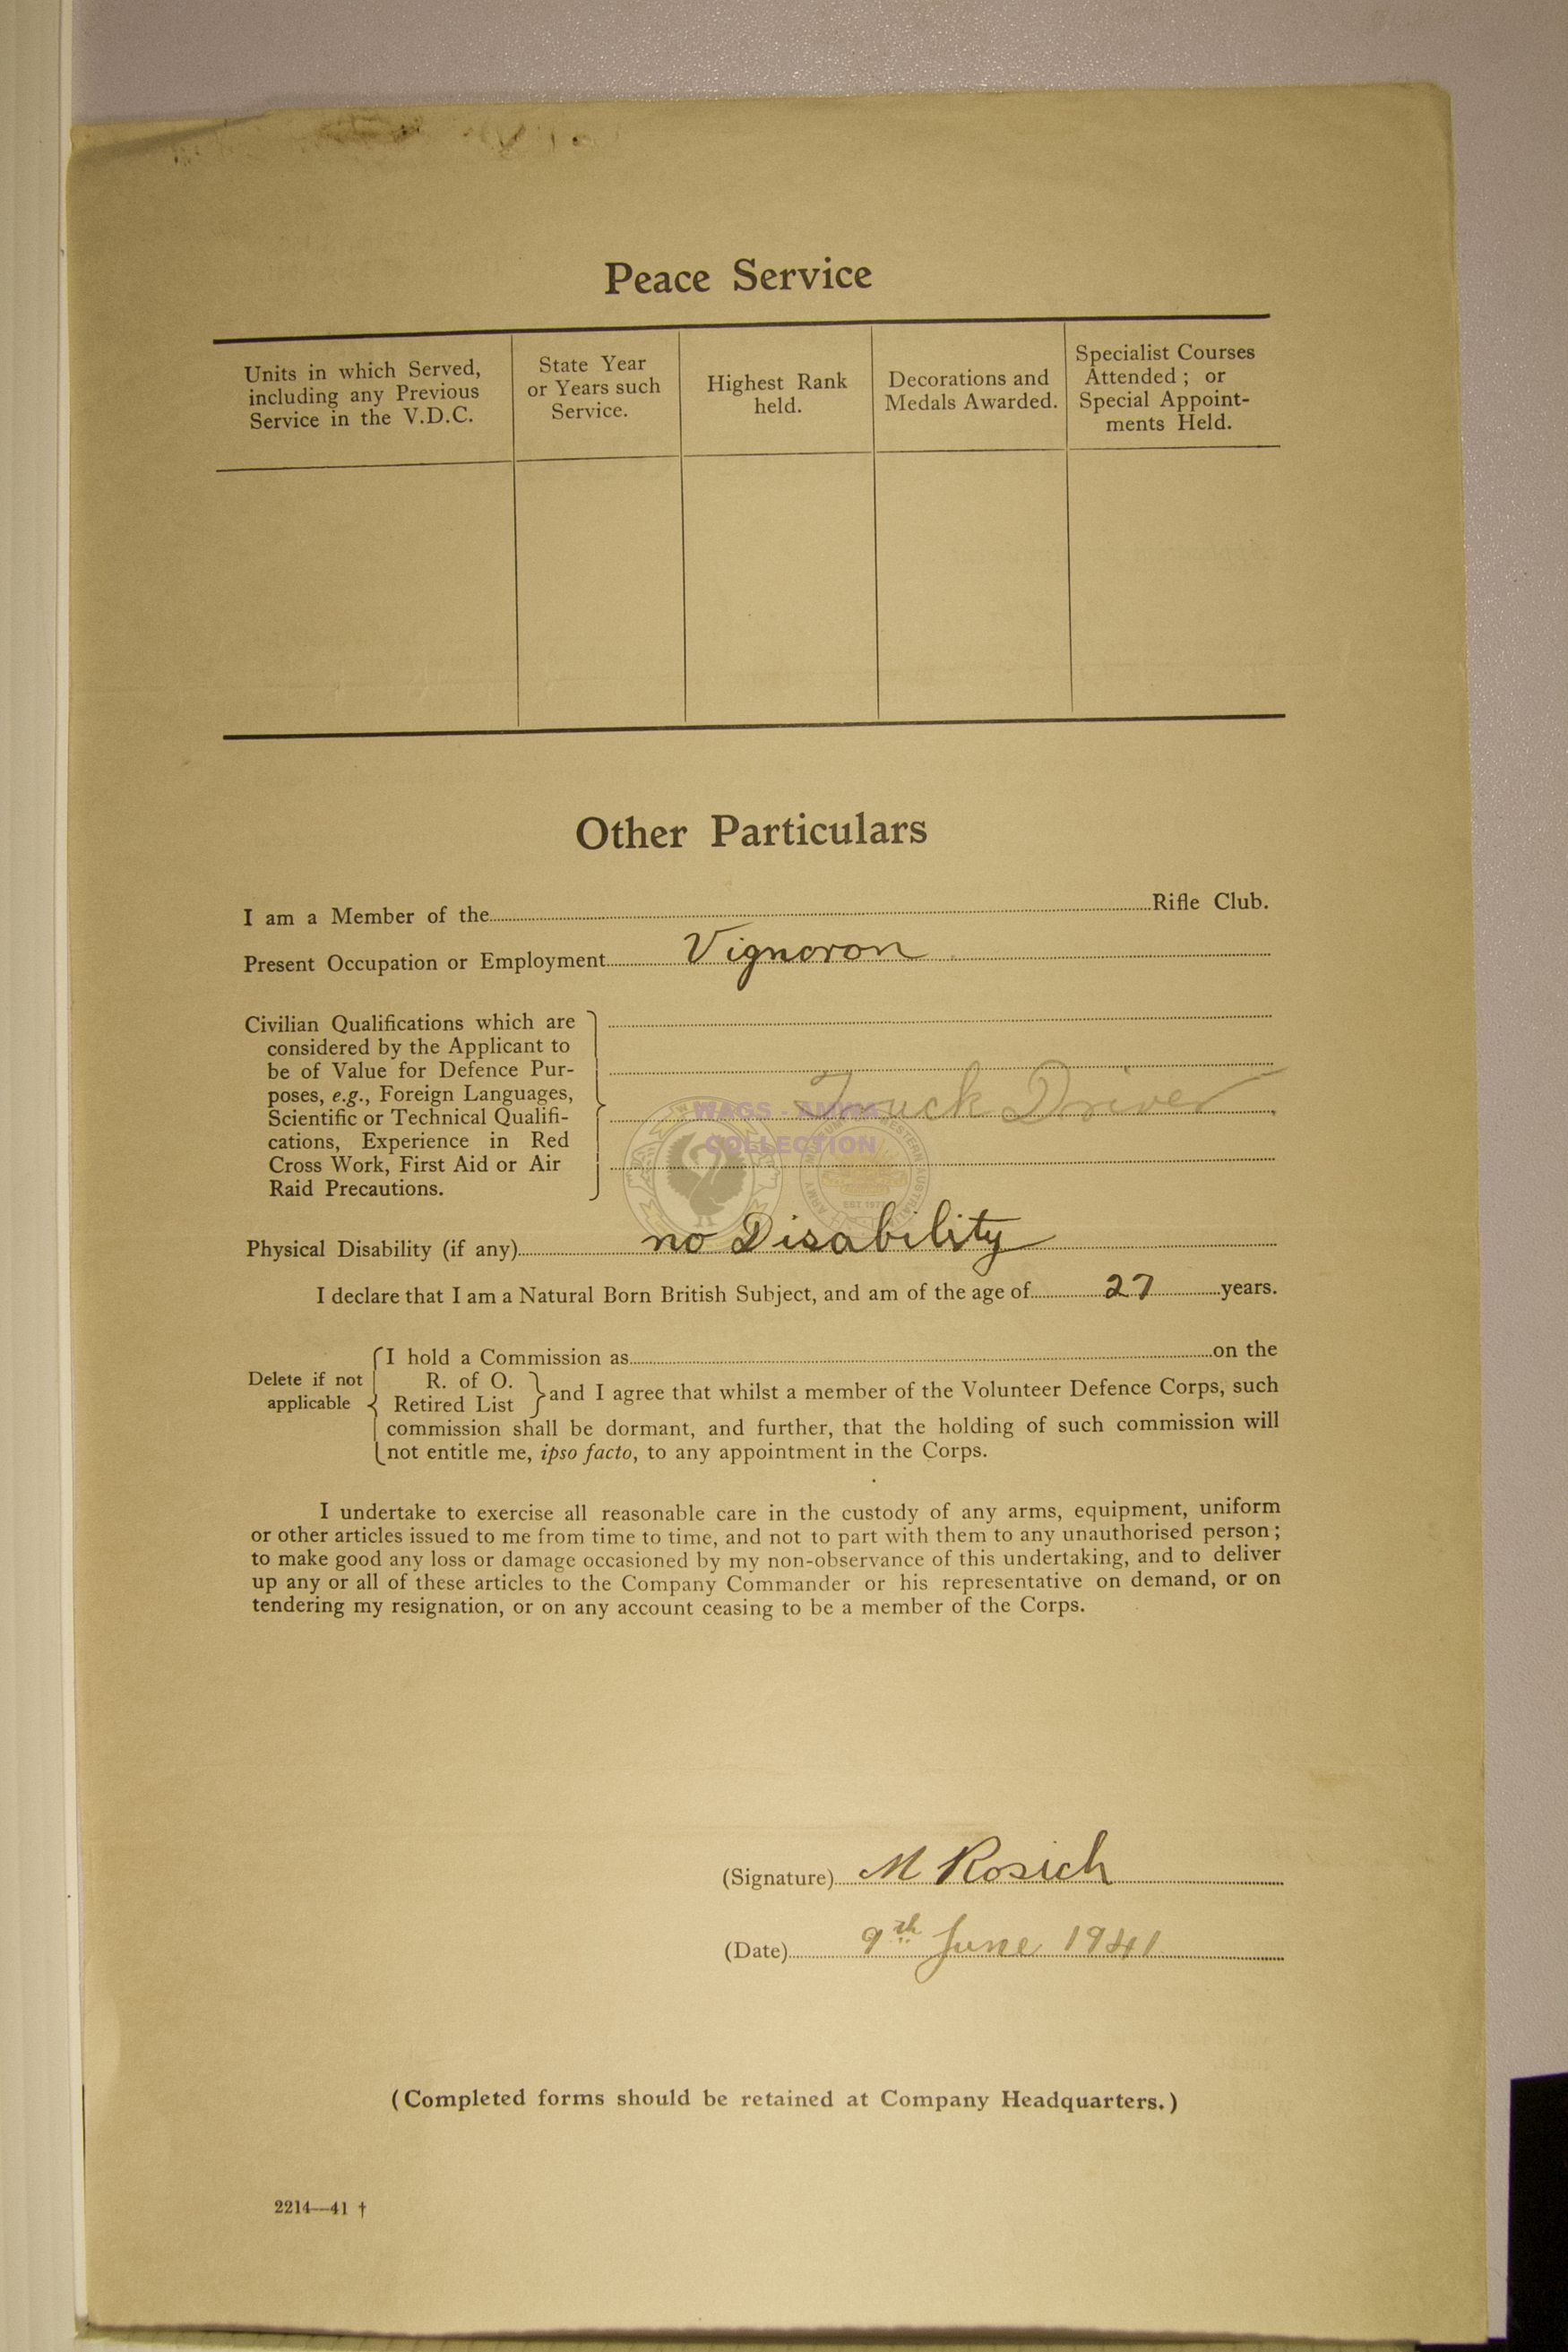 Peace Service
Units in which Served, including any Previous Service in the V.D.C.
State Year or Years such Service.
Highest Rank held.
Decorations and Medals Awarded.
Specialist Courses Attended; or Special Appoint-ments Held.
Other Particulars
I am a Member of the Rifle Club.
Present Occupation or Employment Vigneron
Civilian Qualifications which are
considered by the Applicant to
be of Value for Defence Pur-
poses, e.g., Foreign Languages,
Scientific or Technical Qualifi-
cations, Experience in Red
Cross Work, First Aid or Air
Raid Precautions.
Truck Driver
WAGS - AMWA
COLLECTION
Physical Disability (if any) no Disability
I declare that I am a Natural Born British Subject, and am of the age of 27 years.
Delete if not
applicable
I hold a Commission as on the
R. of O.
Retired List
and I agree that whilst a member of the Volunteer Defence Corps, such
commission shall be dormant, and further, that the holding of such commission will
not entitle me, ipso facto, to any appointment in the Corps.
I undertake to exercise all reasonable care in the custody of any arms, equipment, uniform
or other articles issued to me from time to time, and not to part with them to any unauthorised person;
to make good any loss or damage occasioned by my non-observance of this undertaking, and to deliver
up any or all of these articles to the Company Commander or his representative on demand, or on
tendering my resignation, or on any account ceasing to be a member of the Corps.
(Signature) M Rosich
(Date) 9th June 1941
(Completed forms should be retained at Company Headquarters.)
2214—41 †